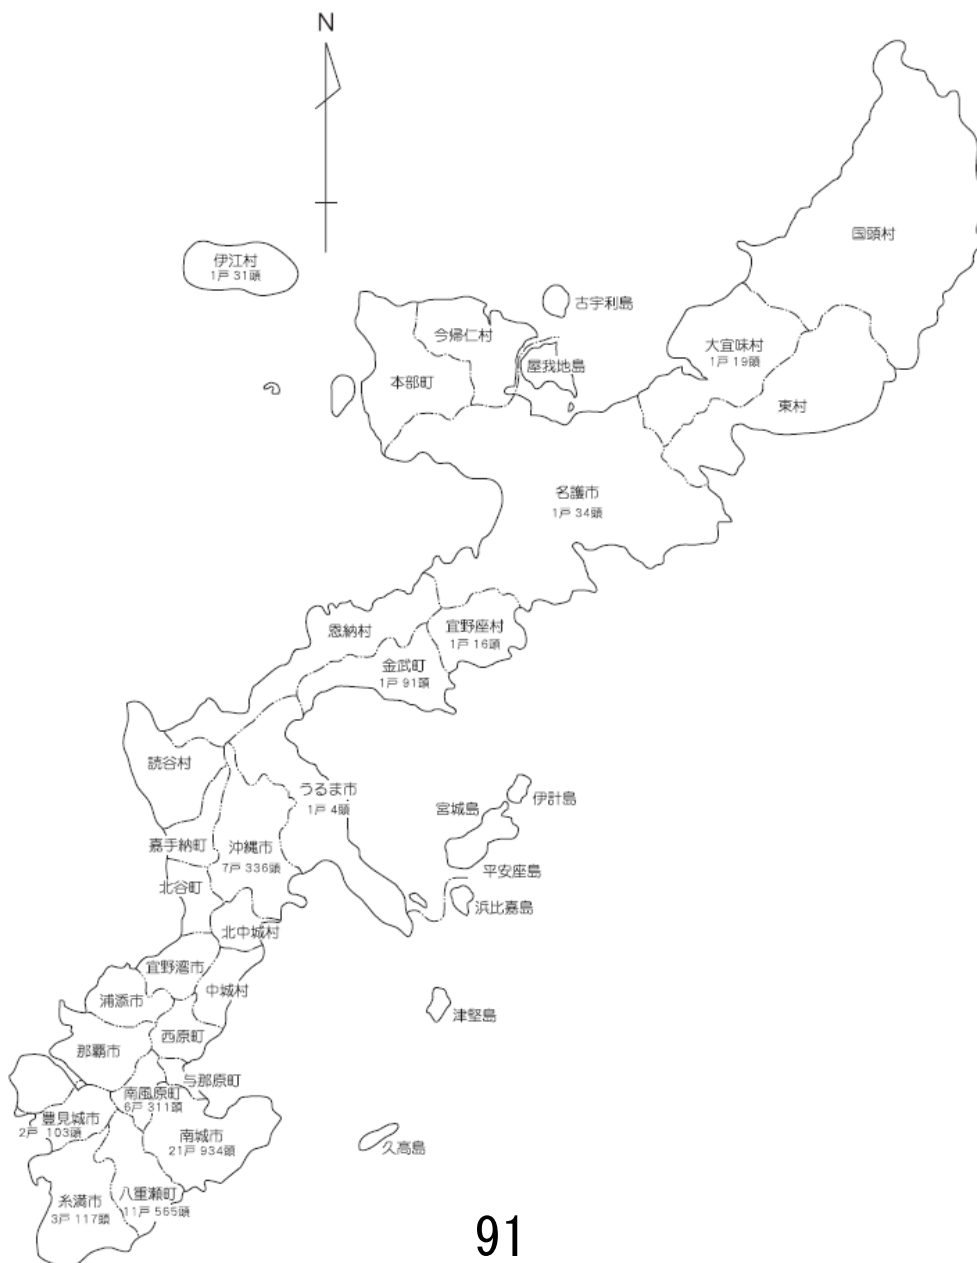 N
国頭村
伊江村
1戸 31頭
古宇利島
今帰仁村
大宜味村
1戸 19頭
屋我地島
本部町
東村
名護市
1戸 34頭
恩納村
宜野座村
1戸 16頭
金武町
1戸 91頭
読谷村
うるま市
1戸 4頭
伊計島
宮城島
嘉手納町
沖縄市
7戸 336頭
平安座島
北谷町
浜比嘉島
北中城村
宜野湾市
中城村
浦添市
津堅島
西原町
那覇市
与那原町
南風原町
6戸 311頭
豊見城市
2戸 103頭
南城市
21戸 934頭
久高島
八重瀬町
11戸 565頭
糸満市
3戸 117頭
91